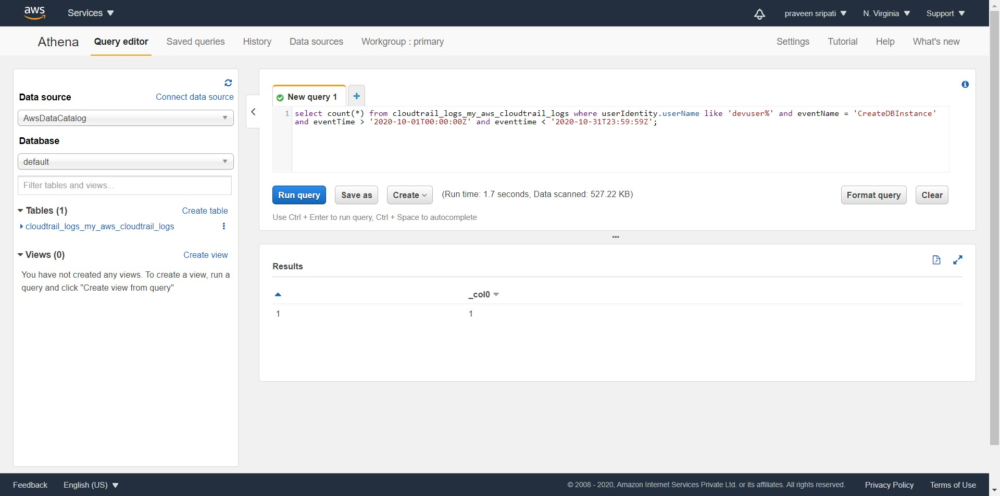 aws
Services
praveen sripati
N. Virginia
Support
Athena
Query editor
Saved queries
History
Data sources
Workgroup : primary
Settings
Tutorial
Help
What's new
Data source
Connect data source
AwsDataCatalog
Database
default
Filter tables and views...
Tables (1)
Create table
cloudtrail_logs_my_aws_cloudtrail_logs
Views (0)
Create view
You have not created any views. To create a view, run a
query and click "Create view from query"
New query 1
+
1
select count(*) from cloudtrail_logs_my_aws_cloudtrail_logs where userIdentity.userName like 'devuser%' and eventName = 'CreateDBInstance'
and eventTime > '2020-10-01T00:00:00Z' and eventtime < '2020-10-31T23:59:59Z';
Run query
Save as
Create
(Run time: 1.7 seconds, Data scanned: 527.22 KB)
Format query
Clear
Use Ctrl + Enter to run query, Ctrl + Space to autocomplete
Results
_col0
1
1
Feedback
English (US)
© 2008 - 2020, Amazon Internet Services Private Ltd. or its affiliates. All rights reserved.
Privacy Policy
Terms of Use